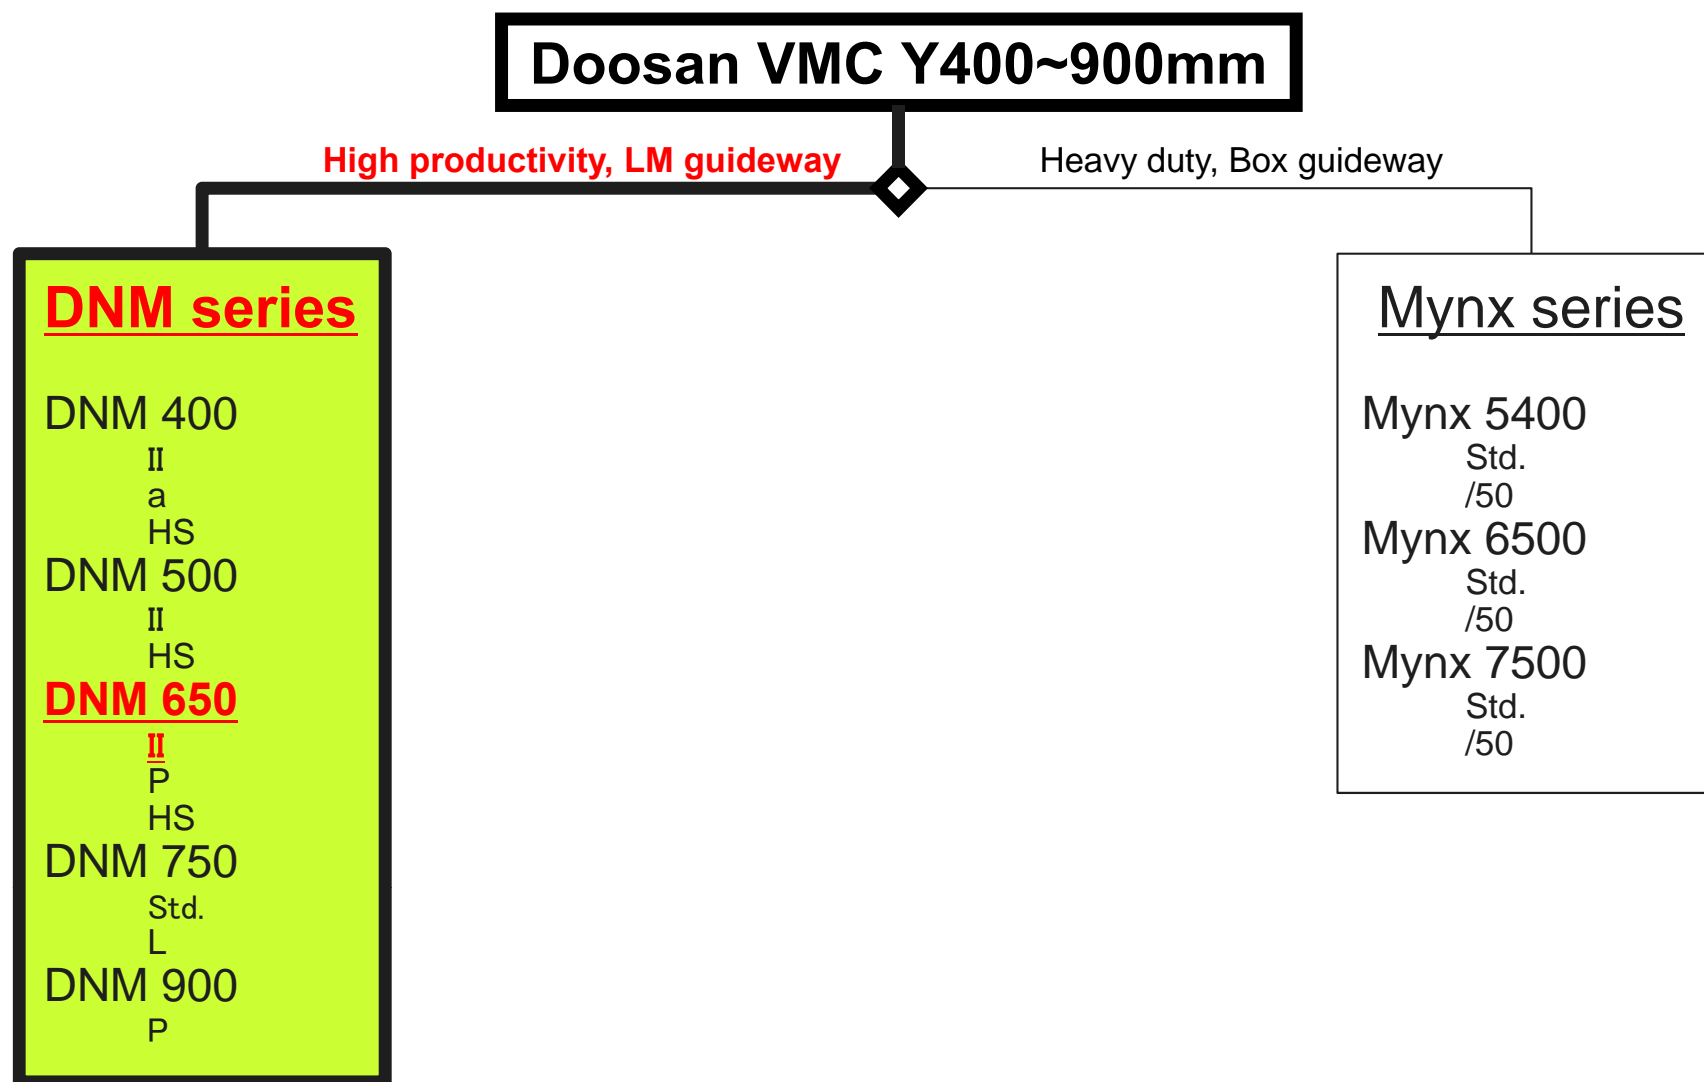 Doosan VMC Y400~900mm
High productivity, LM guideway
Heavy duty, Box guideway
DNM series
DNM 400
II
a
HS
DNM 500
II
HS
DNM 650
II
P
HS
DNM 750
Std.
L
DNM 900
P
Mynx series
Mynx 5400
Std.
/50
Mynx 6500
Std.
/50
Mynx 7500
Std.
/50